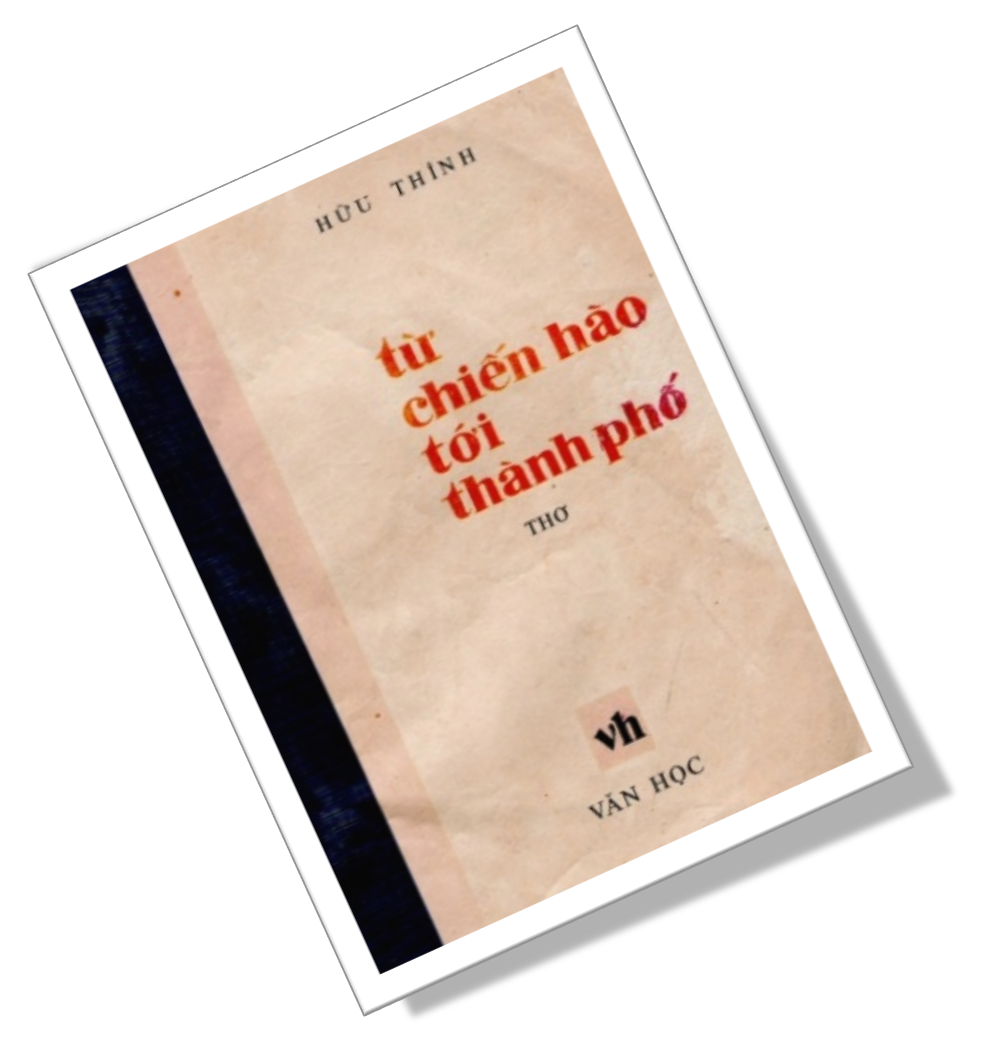 HỮU THỈNH
từ
chiến hào
tới
thành phố
THƠ
vh
VĂN HỌC